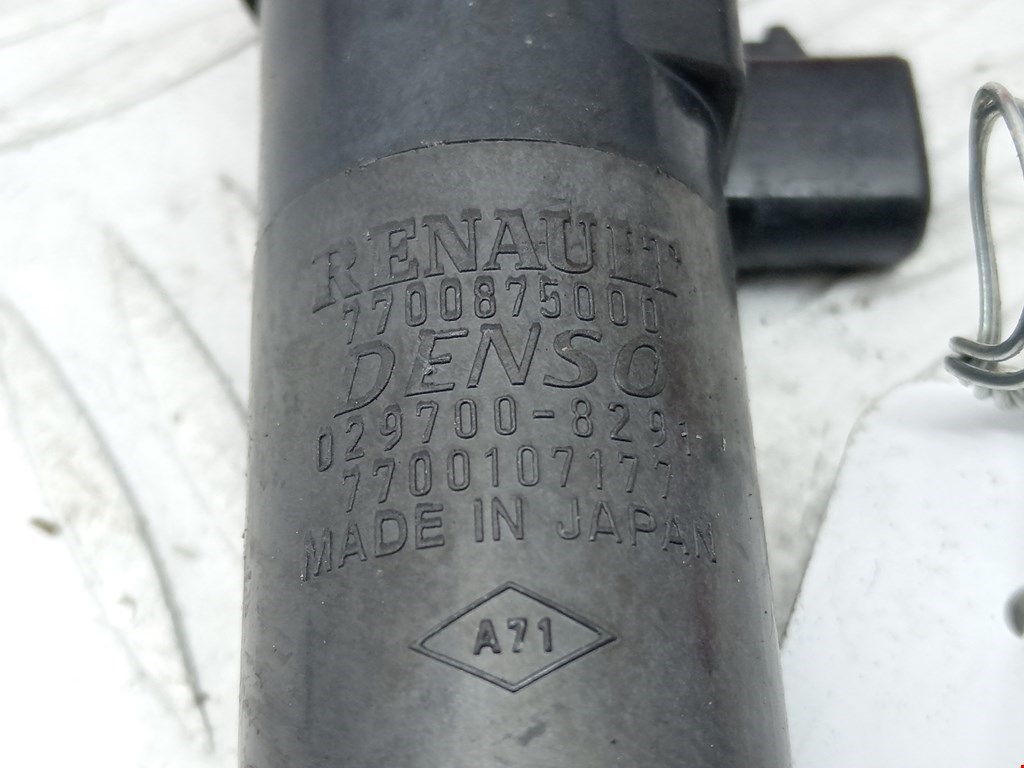 RENAULT
7700875000
DENSO
029700-8291
7700107177
MADE IN JAPAN
A71